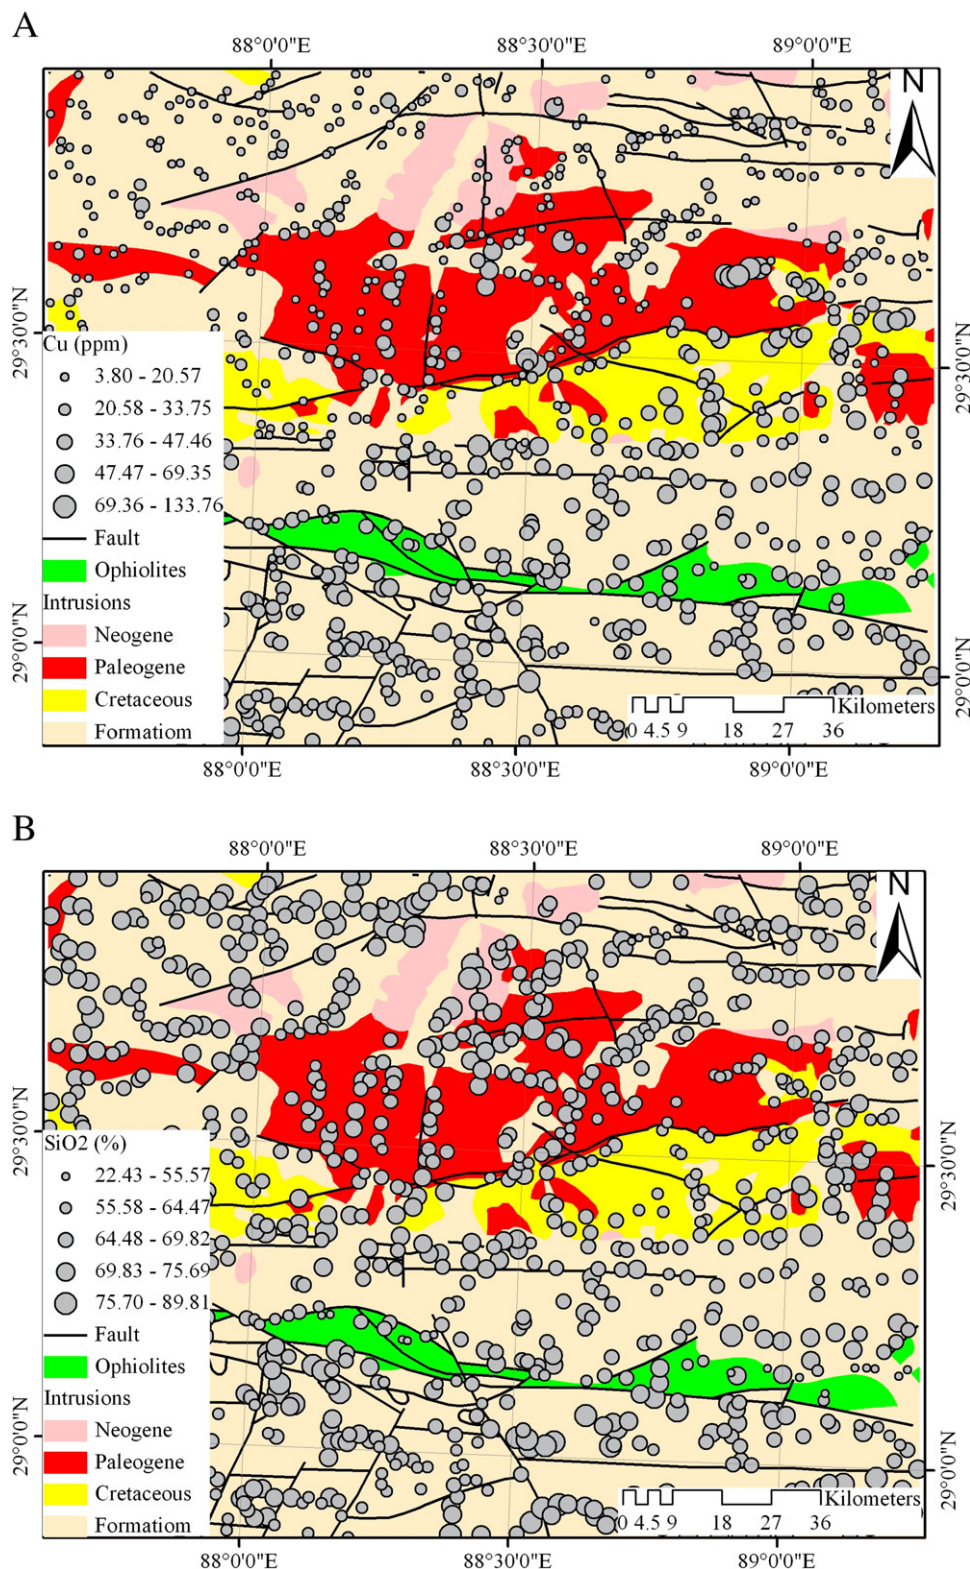 A
88°0'0"E 88°30'0"E 89°0'0"E
N
29°30'0"N
29°30'0"N
Cu (ppm)
3.80 - 20.57
20.58 - 33.75
33.76 - 47.46
47.47 - 69.35
69.36 - 133.76
Fault
Ophiolites
Intrusions
Neogene
Paleogene
Cretaceous
Formatiom
29°0'0"N
29°0'0"N
Kilometers
0 4.5 9 18 27 36
88°0'0"E 88°30'0"E 89°0'0"E
B
88°0'0"E 88°30'0"E 89°0'0"E
N
29°30'0"N
29°30'0"N
SiO2 (%)
22.43 - 55.57
55.58 - 64.47
64.48 - 69.82
69.83 - 75.69
75.70 - 89.81
Fault
Ophiolites
Intrusions
Neogene
Paleogene
Cretaceous
Formatiom
29°0'0"N
29°0'0"N
Kilometers
0 4.5 9 18 27 36
88°0'0"E 88°30'0"E 89°0'0"E